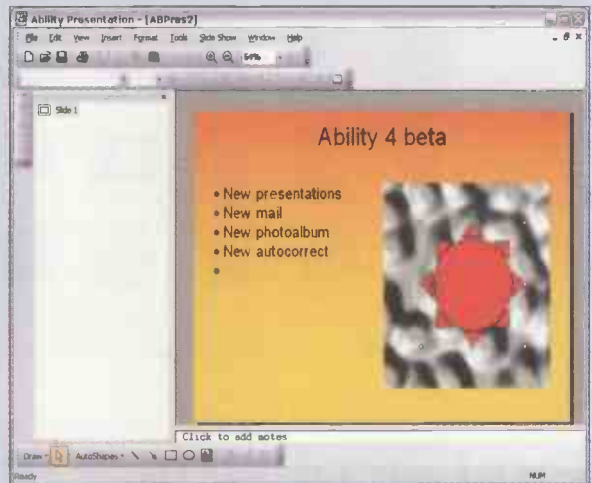 Ability Presentation - [ABPres2]
File Edit View Insert Format Tools Slide Show Window Help
54%
Slide 1
Ability 4 beta
• New presentations
• New mail
• New photoalbum
• New autocorrect
•
Click to add notes
Draw AutoShapes
Ready NUM